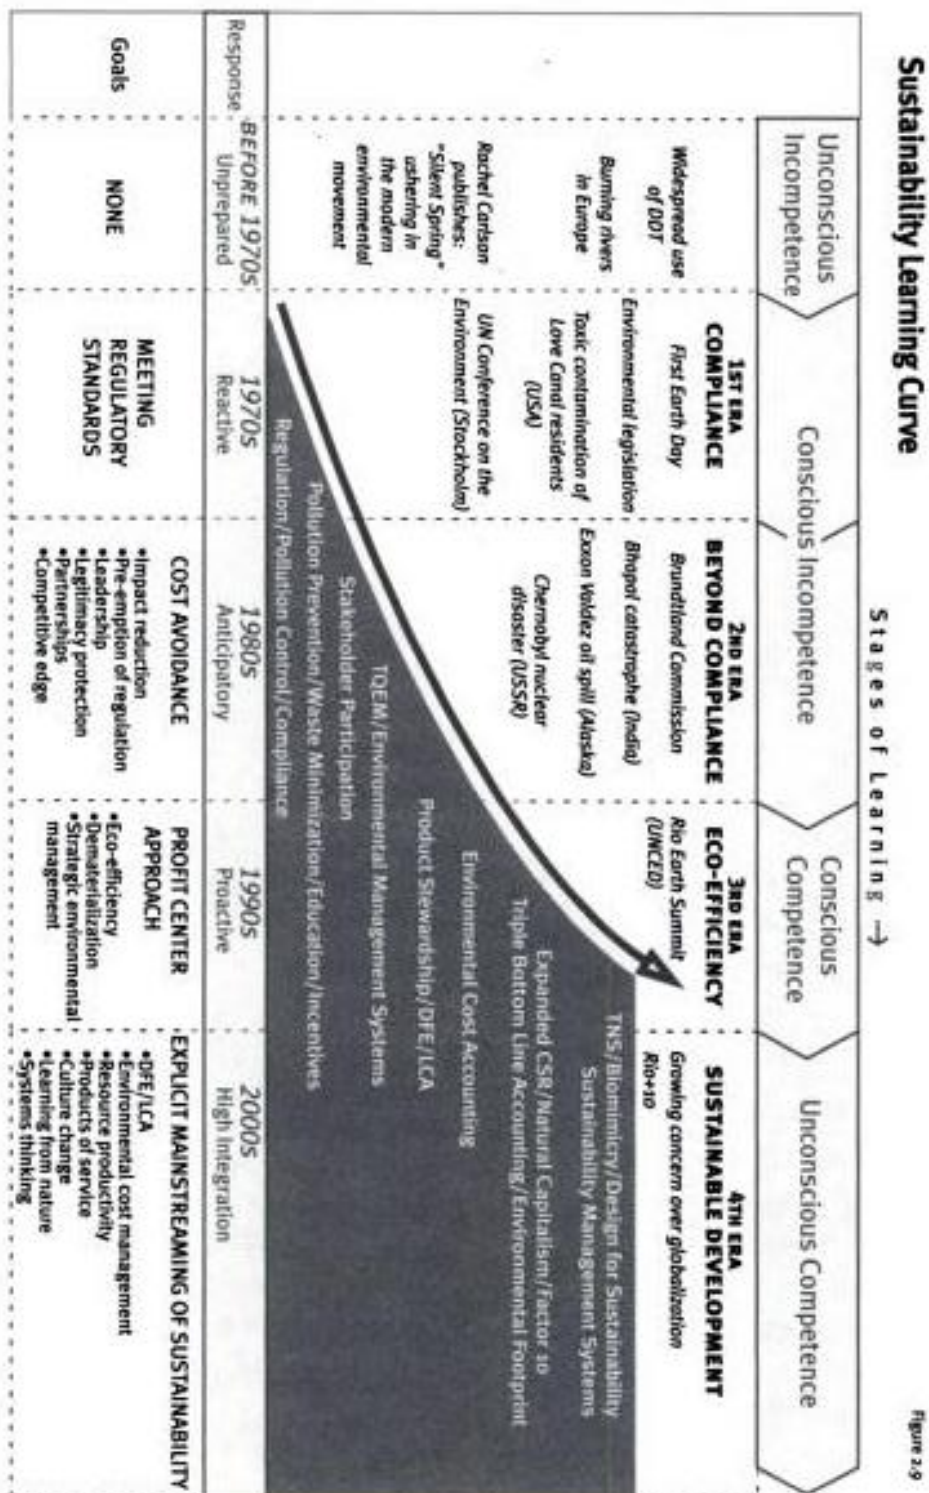 Sustainability Learning Curve
Figure 2.9
Stages of Learning →
Unconscious
Incompetence
Conscious Incompetence
Conscious
Competence
Unconscious Competence
Widespread use
of DDT
Burning rivers
in Europe
Rachel Carlson
publishes:
"Silent Spring"
ushering in
the modern
environmental
movement
1ST ERA
COMPLIANCE
First Earth Day
Environmental legislation
Toxic contamination of
Love Canal residents
(USA)
UN Conference on the
Environment (Stockholm)
2ND ERA
BEYOND COMPLIANCE
Brundtland Commission
Bhopal catastrophe (India)
Exxon Valdez oil spill (Alaska)
Chernobyl nuclear
disaster (USSR)
3RD ERA
ECO-EFFICIENCY
Rio Earth Summit
(UNCED)
4TH ERA
SUSTAINABLE DEVELOPMENT
Growing concern over globalization
Rio+10
TNS/Biomimicy/Design for Sustainability
Sustainability Management Systems
Expanded CSR/Natural Capitalism/Factor 10
Triple Bottom Line Accounting/Environmental Footprint
Environmental Cost Accounting
Product Stewardship/DFE/LCA
TQEM/Environmental Management Systems
Stakeholder Participation
Pollution Prevention/Waste Minimization/Education/Incentives
Regulation/Pollution Control/Compliance
Response
BEFORE 1970s
Unprepared
1970s
Reactive
1980s
Anticipatory
1990s
Proactive
2000s
High Integration
Goals
NONE
MEETING
REGULATORY
STANDARDS
COST AVOIDANCE
•Impact reduction
•Pre-emption of regulation
•Leadership
•Legitimacy protection
•Partnerships
•Competitive edge
PROFIT CENTER
APPROACH
•Eco-efficiency
•Dematerialization
•Strategic environmental
management
EXPLICIT MAINSTREAMING OF SUSTAINABILITY
•DFE/LCA
•Environmental cost management
•Resource productivity
•Products of service
•Culture change
•Learning from nature
•Systems thinking